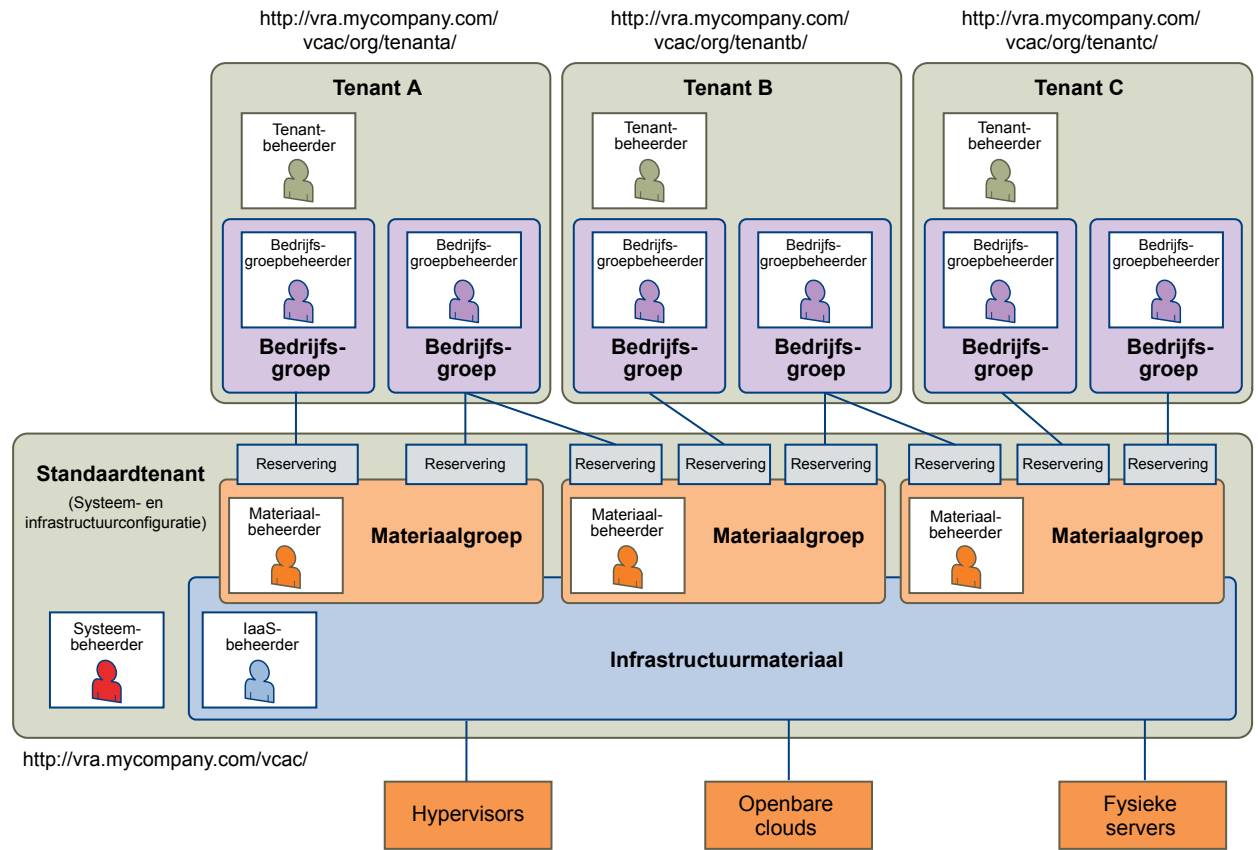 http://vra.mycompany.com/
vcac/org/tenanta/
http://vra.mycompany.com/
vcac/org/tenantb/
http://vra.mycompany.com/
vcac/org/tenantc/
Tenant A
Tenant-
beheerder
Bedrijfs-
groepbeheerder
Bedrijfs-
groep
Bedrijfs-
groepbeheerder
Bedrijfs-
groep
Tenant B
Tenant-
beheerder
Bedrijfs-
groepbeheerder
Bedrijfs-
groep
Bedrijfs-
groepbeheerder
Bedrijfs-
groep
Tenant C
Tenant-
beheerder
Bedrijfs-
groepbeheerder
Bedrijfs-
groep
Bedrijfs-
groepbeheerder
Bedrijfs-
groep
Standaardtenant
(Systeem- en
infrastructuurconfiguratie)
Reservering
Reservering
Reservering
Reservering
Reservering
Reservering
Reservering
Reservering
Materiaal-
beheerder
Materiaalgroep
Materiaal-
beheerder
Materiaalgroep
Materiaal-
beheerder
Materiaalgroep
Systeem-
beheerder
IaaS-
beheerder
Infrastructuurmateriaal
http://vra.mycompany.com/vcac/
Hypervisors
Openbare
clouds
Fysieke
servers